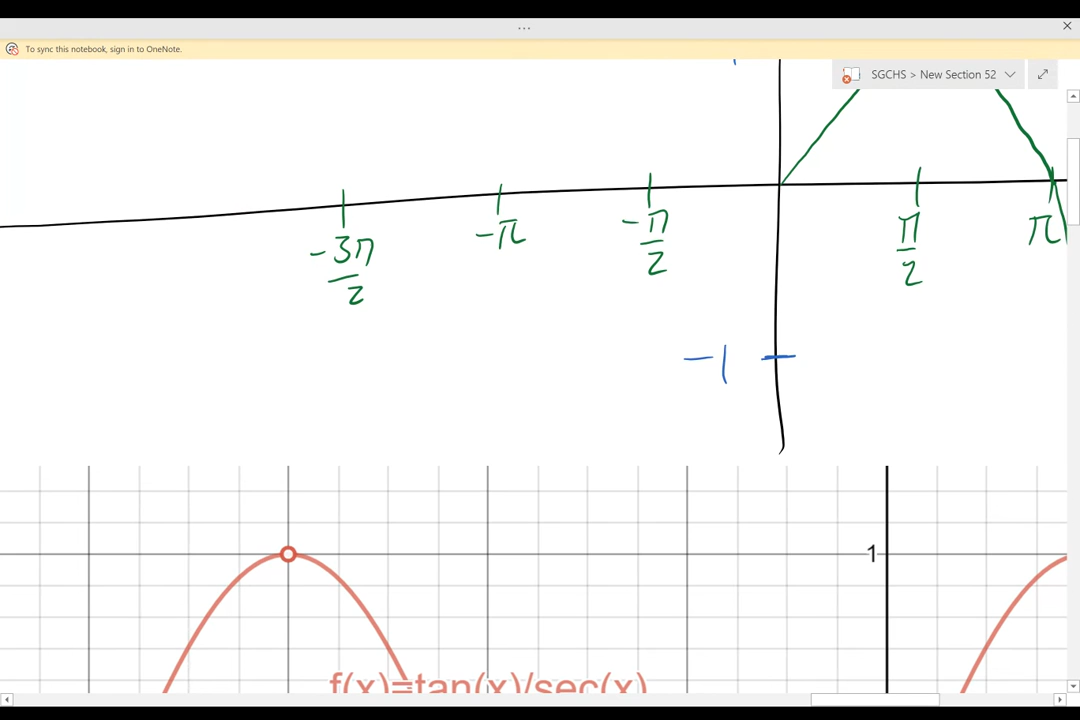 To sync this notebook, sign in to OneNote.
SGCHS > New Section 52
-3π/2
-π
-π/2
π/2
π
-1
1
f(x)=tan(x)/sec(x)